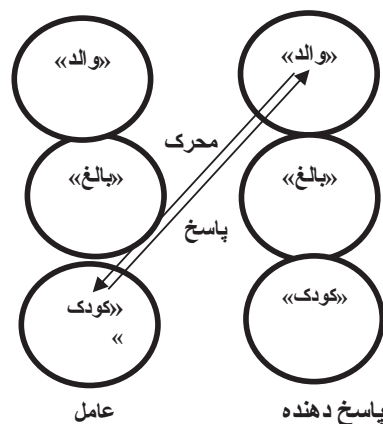 «والد»
«والد»
محرک
«بالغ»
«بالغ»
پاسخ
«کودک»
«کودک
»
پاسخ دهنده
عامل